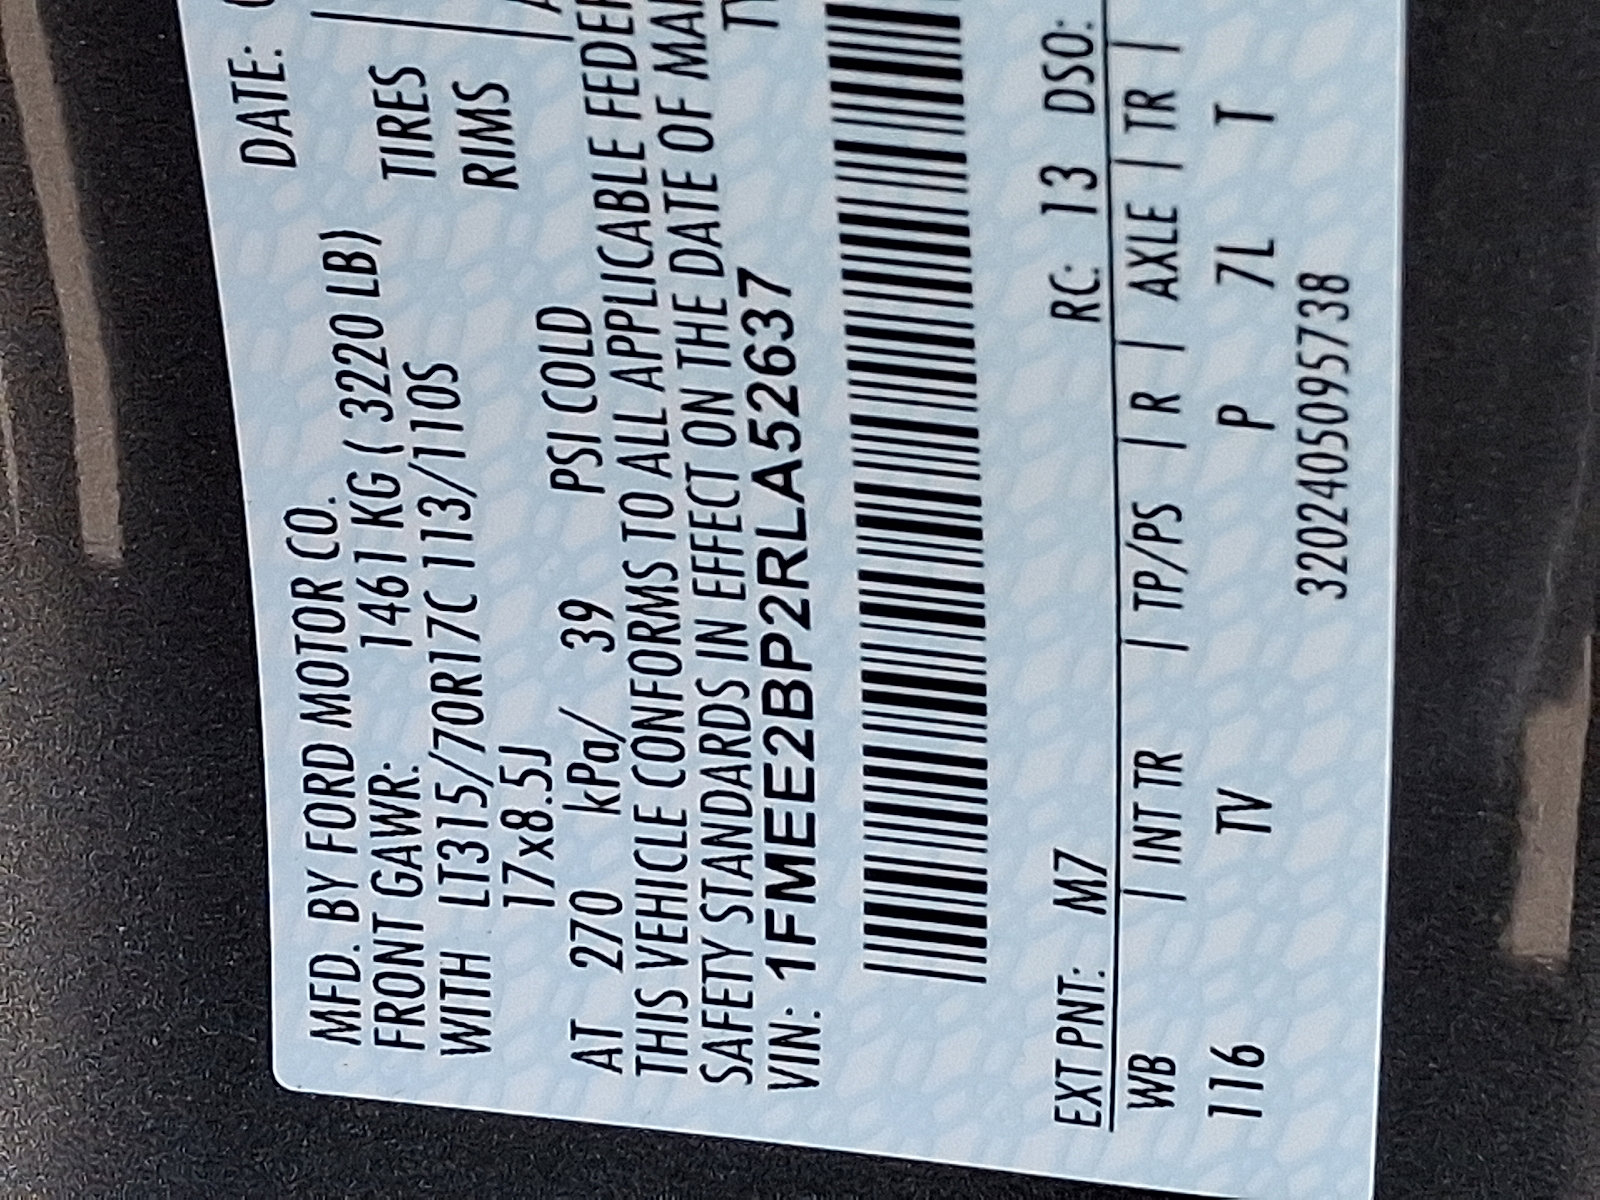 MFD. BY FORD MOTOR CO.
DATE:
FRONT GAWR: 1461 KG ( 3220 LB)
WITH LT315/70R17C 113/110S TIRES
17x8.5J RIMS
AT 270 kPa/ 39 PSI COLD
THIS VEHICLE CONFORMS TO ALL APPLICABLE
SAFETY STANDARDS IN EFFECT ON THE DATE OF
VIN: 1FMEE2BP2RLA52637
EXT PNT: M7 RC: 13 DSO:
WB | INT TR | TP/PS | R | AXLE | TR |
116 TV P 7L T
320240509573​8